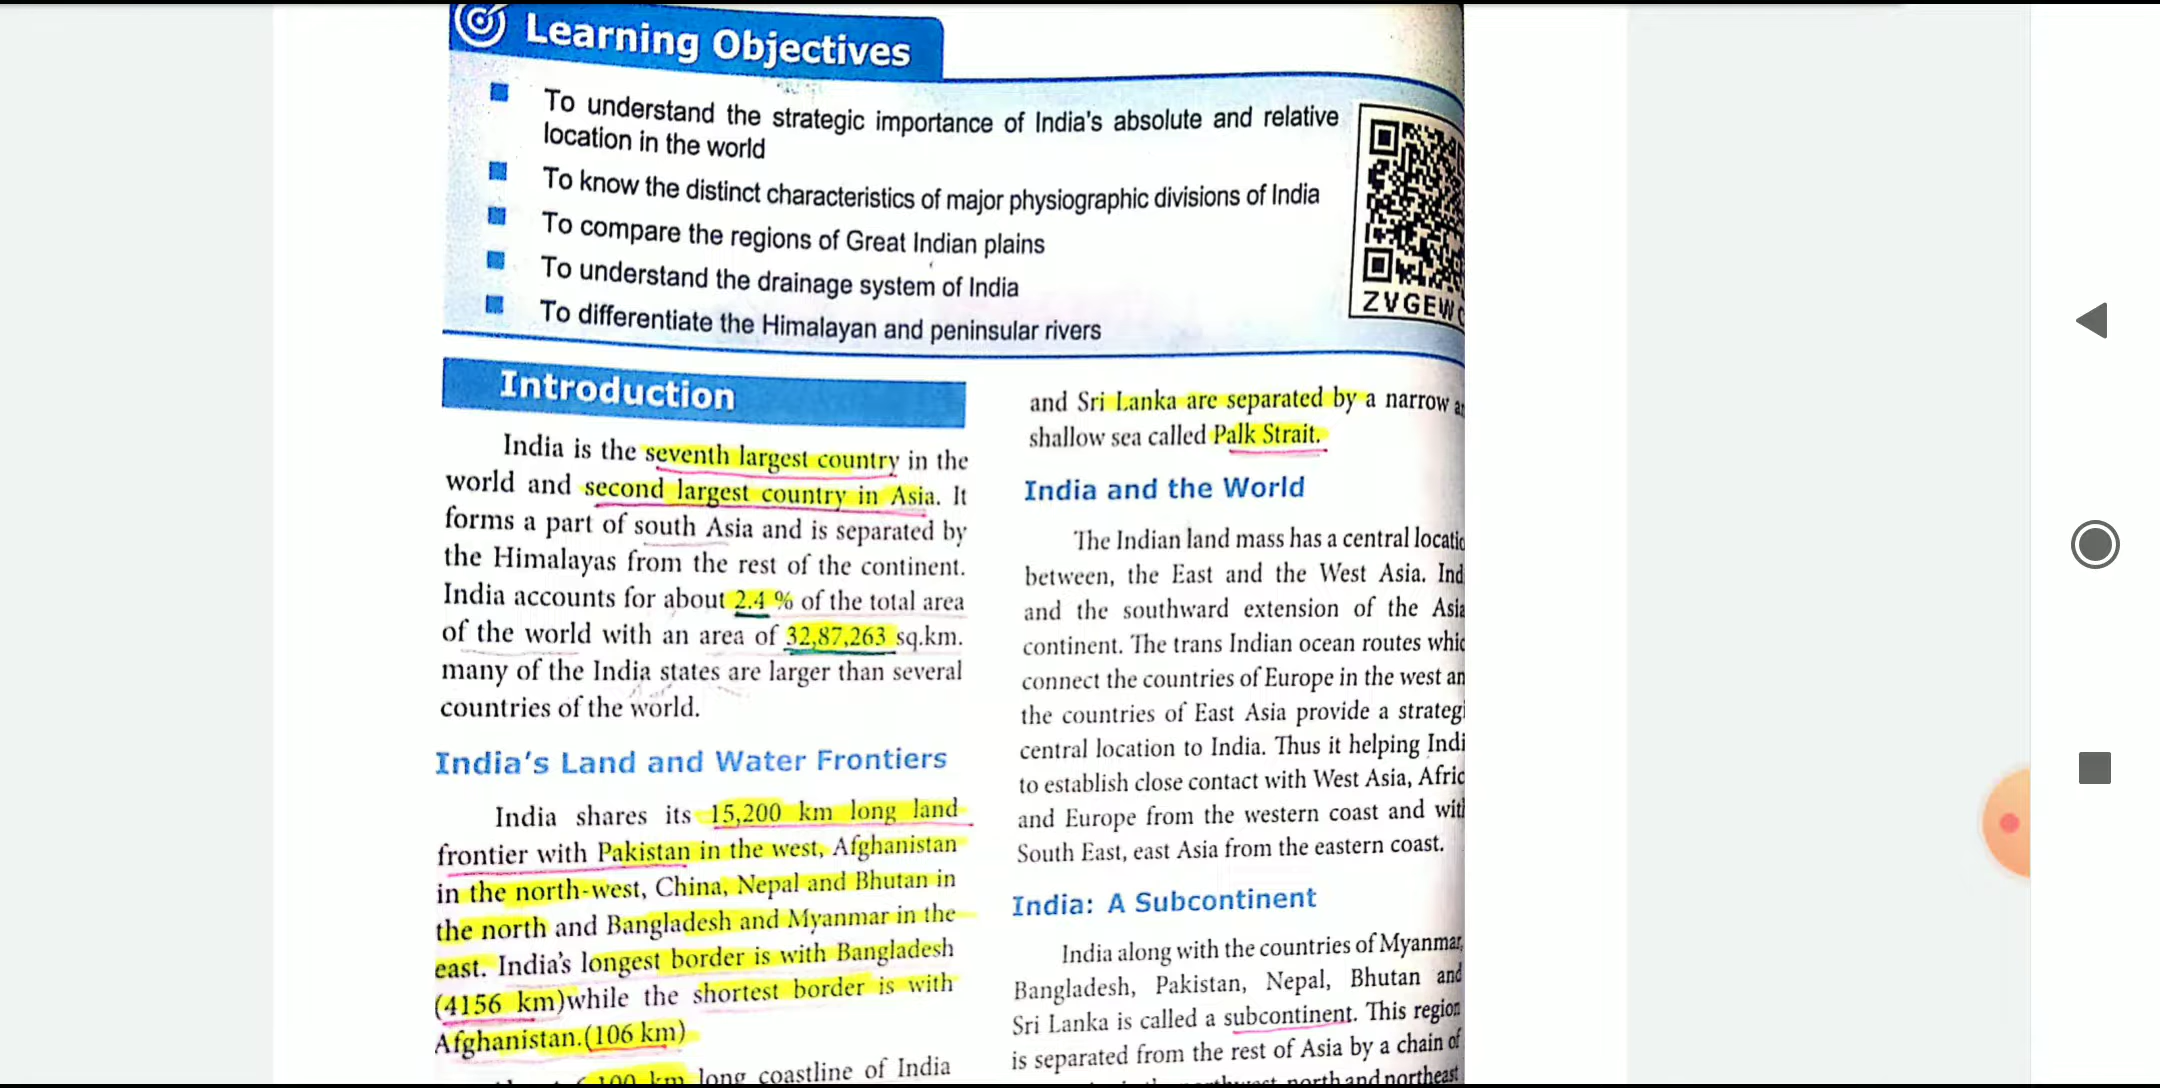 Learning Objectives
To understand the strategic importance of India's absolute and relative
location in the world
To know the distinct characteristics of major physiographic divisions of India
To compare the regions of Great Indian plains
To understand the drainage system of India
To differentiate the Himalayan and peninsular rivers
ZVGEW
Introduction
India is the seventh largest country in the
world and second largest country in Asia. It
forms a part of south Asia and is separated by
the Himalayas from the rest of the continent.
India accounts for about 2.4 % of the total area
of the world with an area of 32,87,263 sq.km.
many of the India states are larger than several
countries of the world.
India's Land and Water Frontiers
India shares its 15,200 km long land
frontier with Pakistan in the west, Afghanistan
in the north-west, China, Nepal and Bhutan in
the north and Bangladesh and Myanmar in the
east. India's longest border is with Bangladesh
(4156 km)while the shortest border is with
Afghanistan.(106 km)
100 km long coastline of India
and Sri Lanka are separated by a narrow
shallow sea called Palk Strait.
India and the World
The Indian land mass has a central
between, the East and the West Asia.
and the southward extension of the
continent. The trans Indian ocean routes
connect the countries of Europe in the west
the countries of East Asia provide a
central location to India. Thus it helping
to establish close contact with West Asia,
and Europe from the western coast and
South East, east Asia from the eastern coast.
India: A Subcontinent
India along with the countries of Myanmar,
Bangladesh, Pakistan, Nepal, Bhutan and
Sri Lanka is called a subcontinent. This region
is separated from the rest of Asia by a chain of
north and northeast